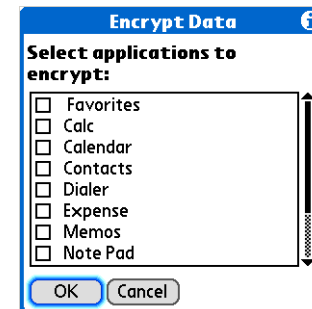 Encrypt Data
Select applications to
encrypt:
Favorites
Calc
Calendar
Contacts
Dialer
Expense
Memos
Note Pad
OK Cancel